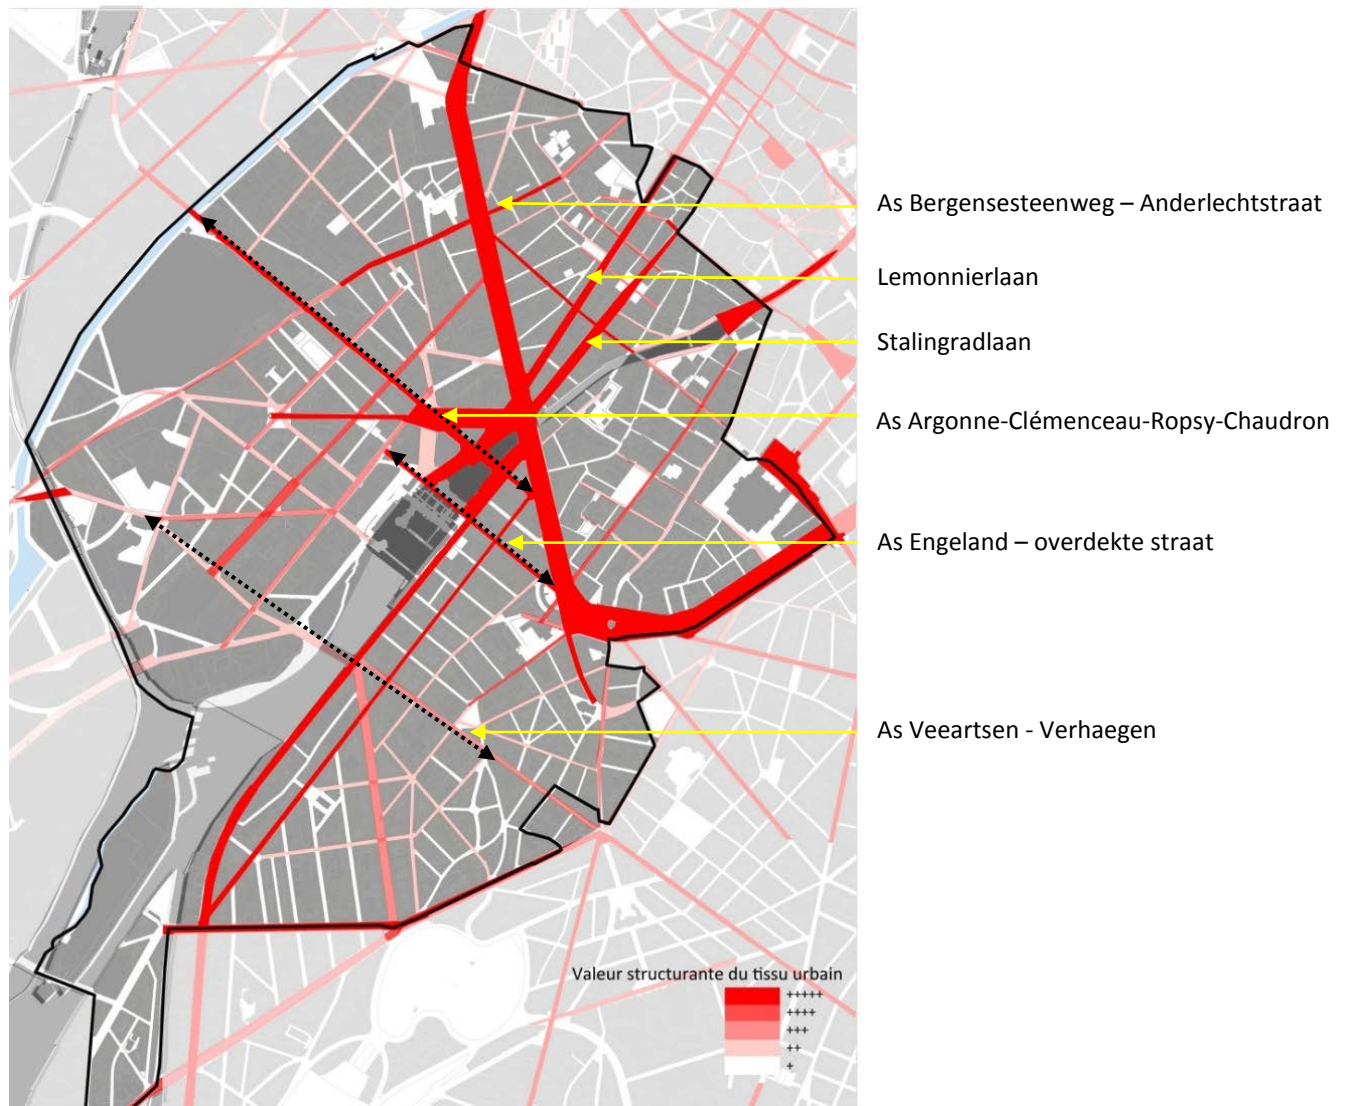 As Bergensesteenweg – Anderlechtstraat
Lemonnierlaan
Stalingradlaan
As Argonne-Clémenceau-Ropsy-Chaudron
As Engeland – overdekte straat
As Veeartsen - Verhaegen
Valeur structurante du tissu urbain
+++++
++++
+++
++
+